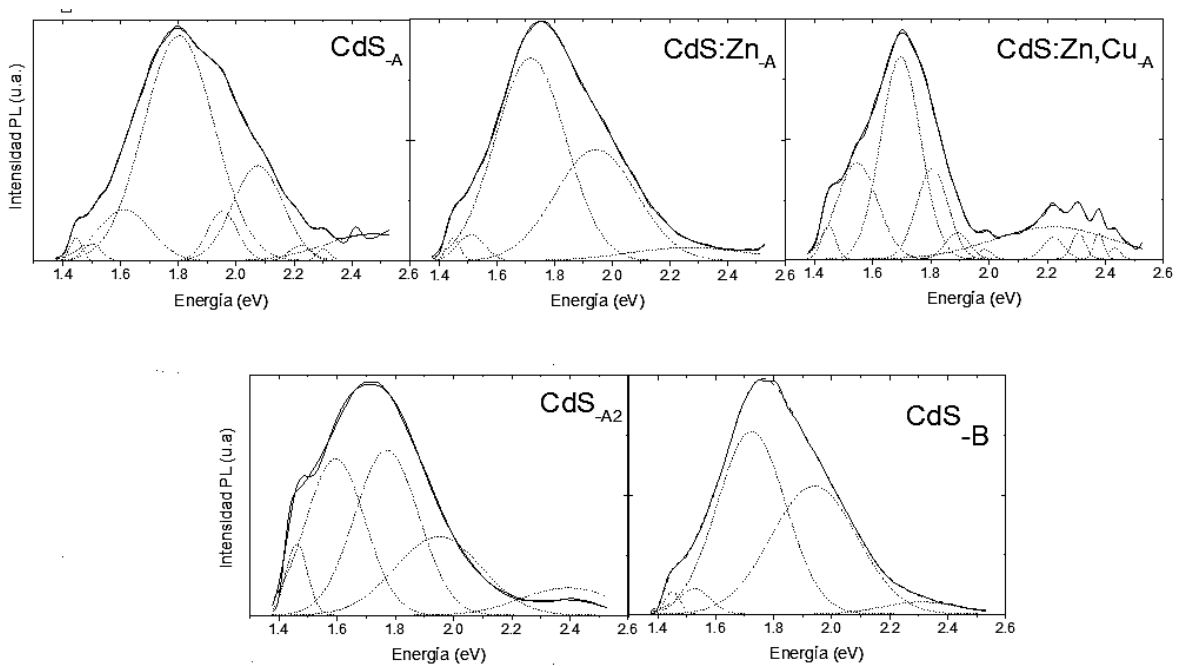 CdS-A
CdS:Zn-A
CdS:Zn,Cu-A
Intensidad PL (u.a.)
1.4 1.6 1.8 2.0 2.2 2.4 2.6
1.4 1.6 1.8 2.0 2.2 2.4 2.6
1.4 1.6 1.8 2.0 2.2 2.4 2.6
Energía (eV)
Energía (eV)
Energía (eV)
CdS-A2
CdS-B
Intensidad PL (u.a)
1.4 1.6 1.8 2.0 2.2 2.4 2.6
1.4 1.6 1.8 2.0 2.2 2.4 2.6
Energía (eV)
Energía (eV)